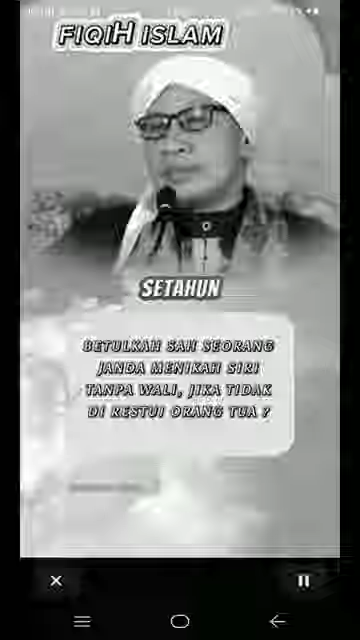 FIQIH ISLAM
SETAHUN
BETULKAH SAH SEORANG
JANDA MENIKAH SIRI
TANPA WALI, JIKA TIDAK
DI RESTUI ORANG TUA ?